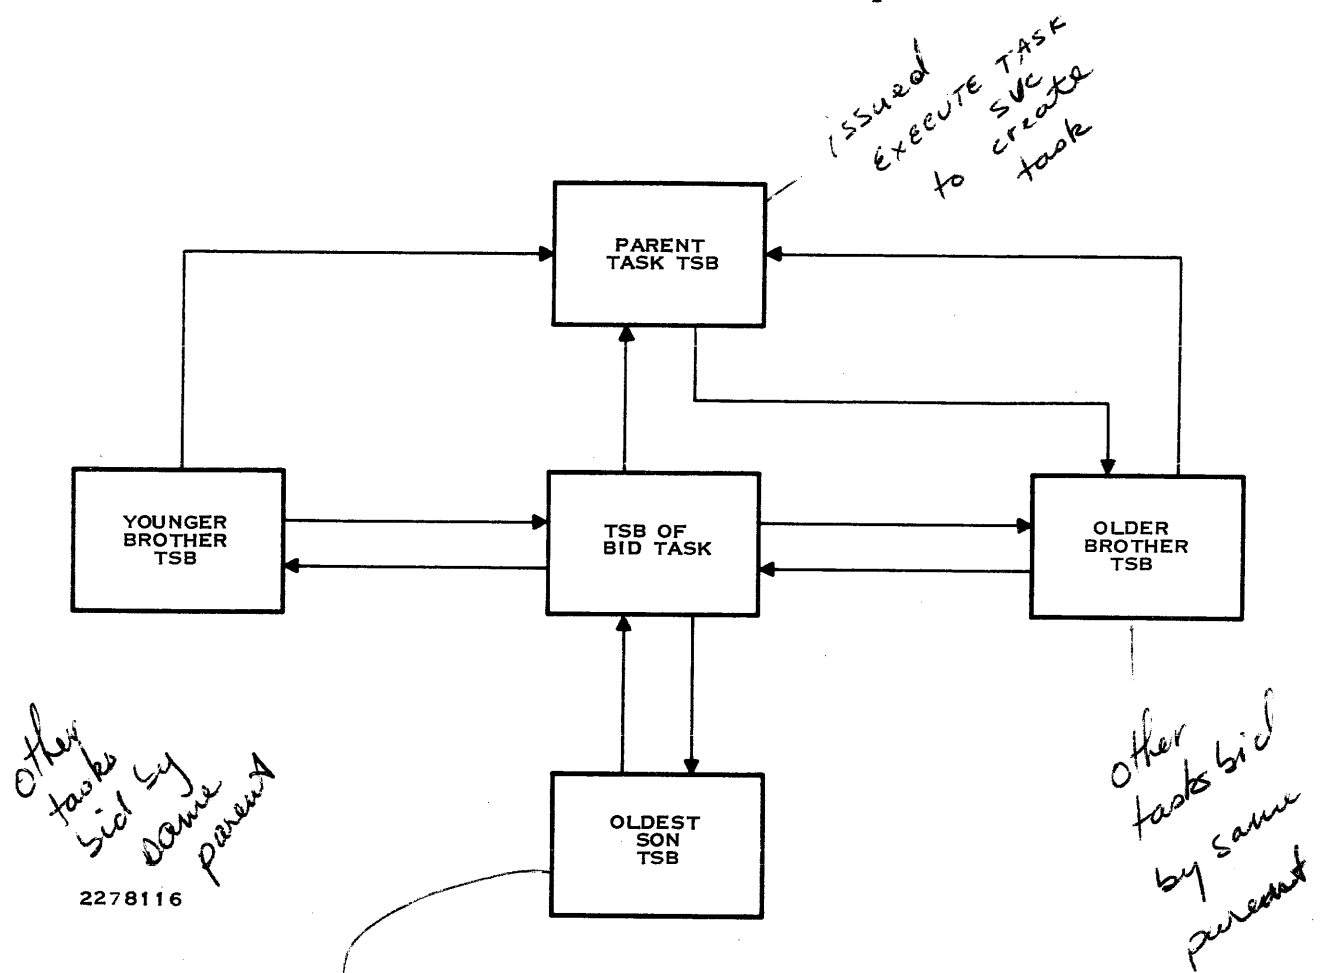 issued
EXECUTE TASK
SVC
to create
task
PARENT
TASK TSB
YOUNGER
BROTHER
TSB
TSB OF
BID TASK
OLDER
BROTHER
TSB
other
tasks
bid by
same
parent
other
tasks bid
by same
parent
OLDEST
SON
TSB
2278116